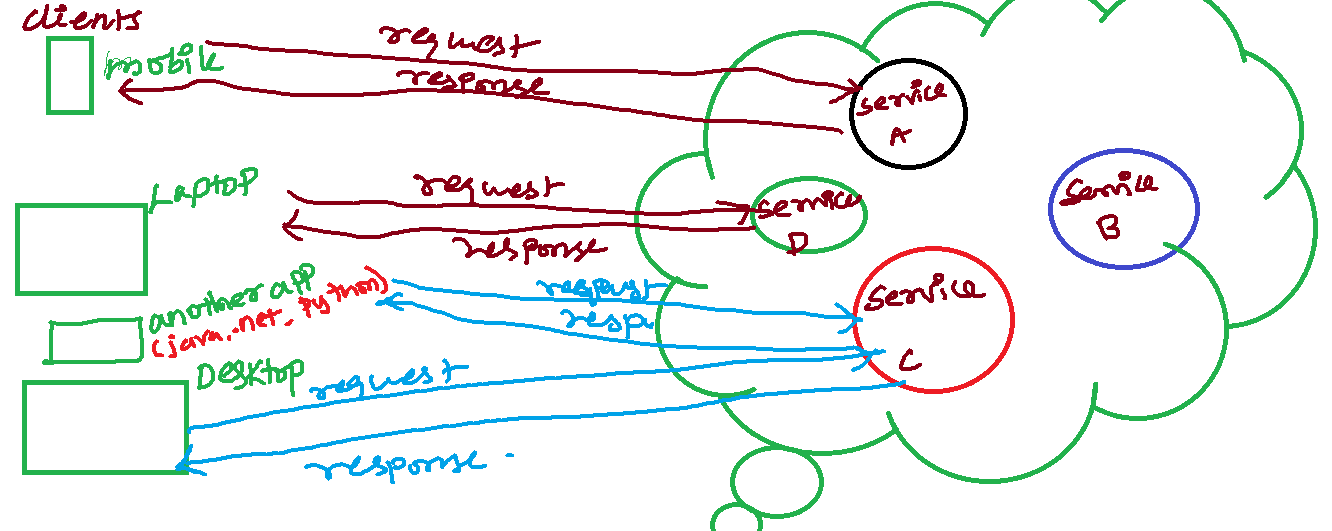 clients
mobile
request
response
service
A
Laptop
request
response
service
D
service
B
another app
(java, .net, python)
request
resp
service
C
Desktop
request
response